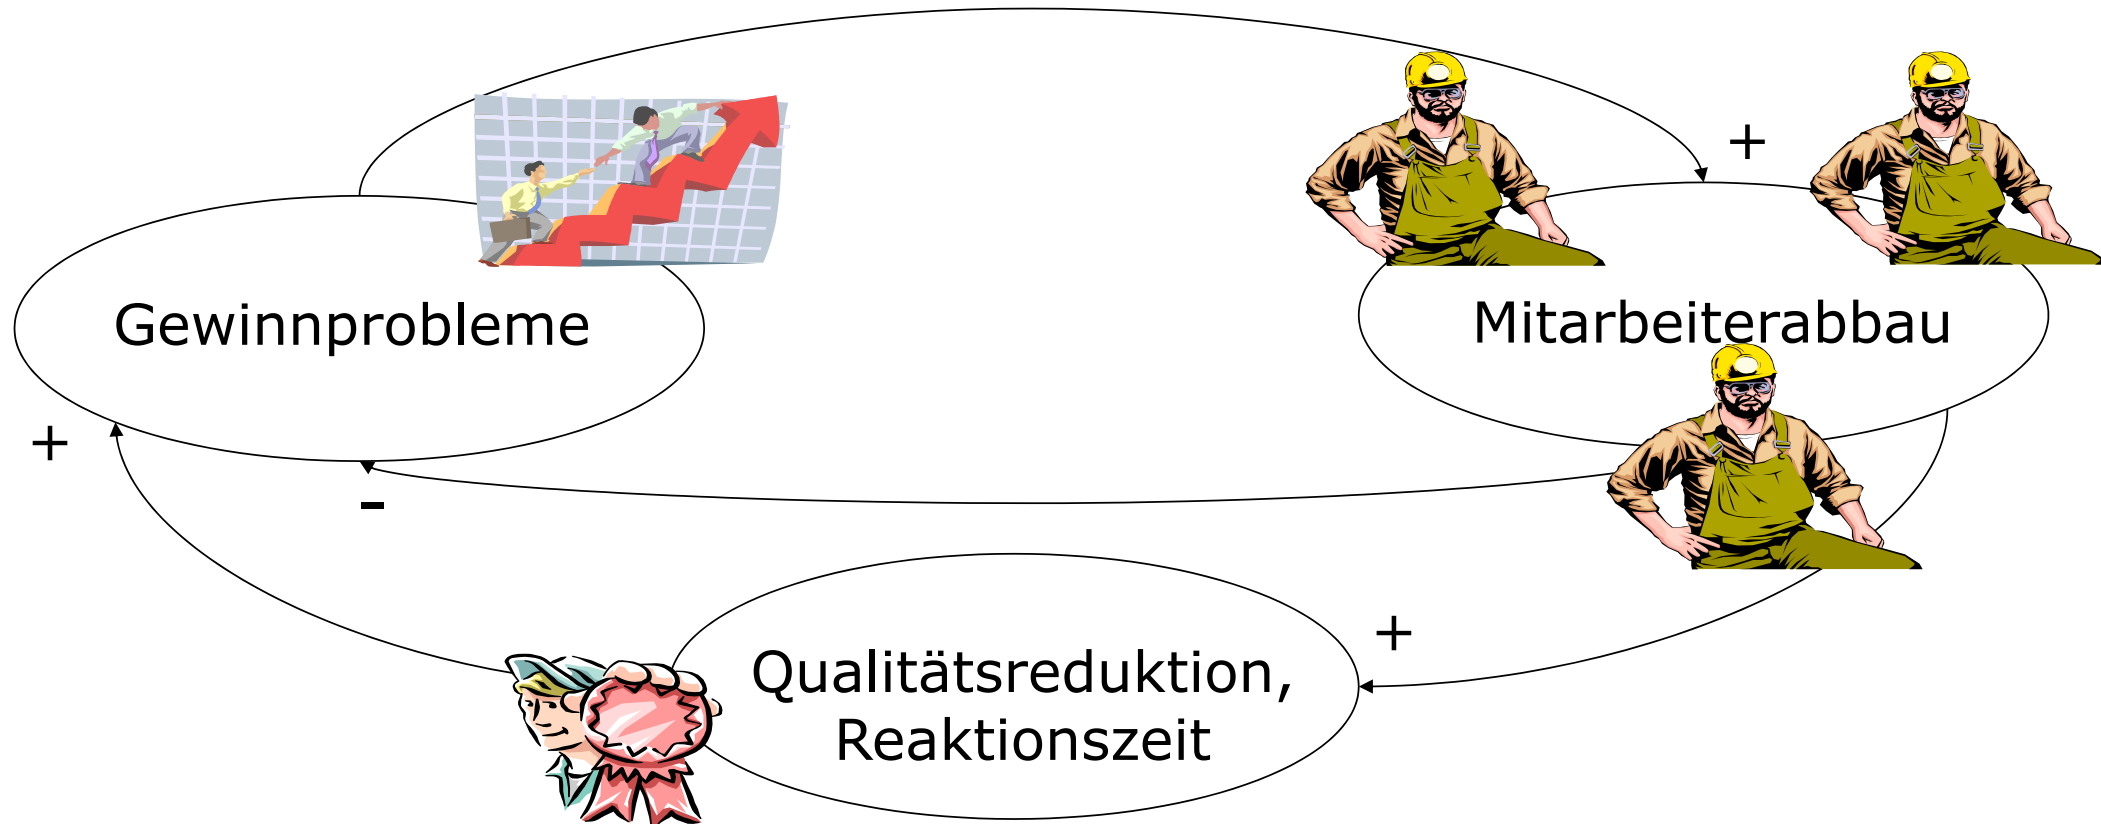 +
Gewinnprobleme
Mitarbeiterabbau
+
-
+
Qualitätsreduktion,
Reaktionszeit